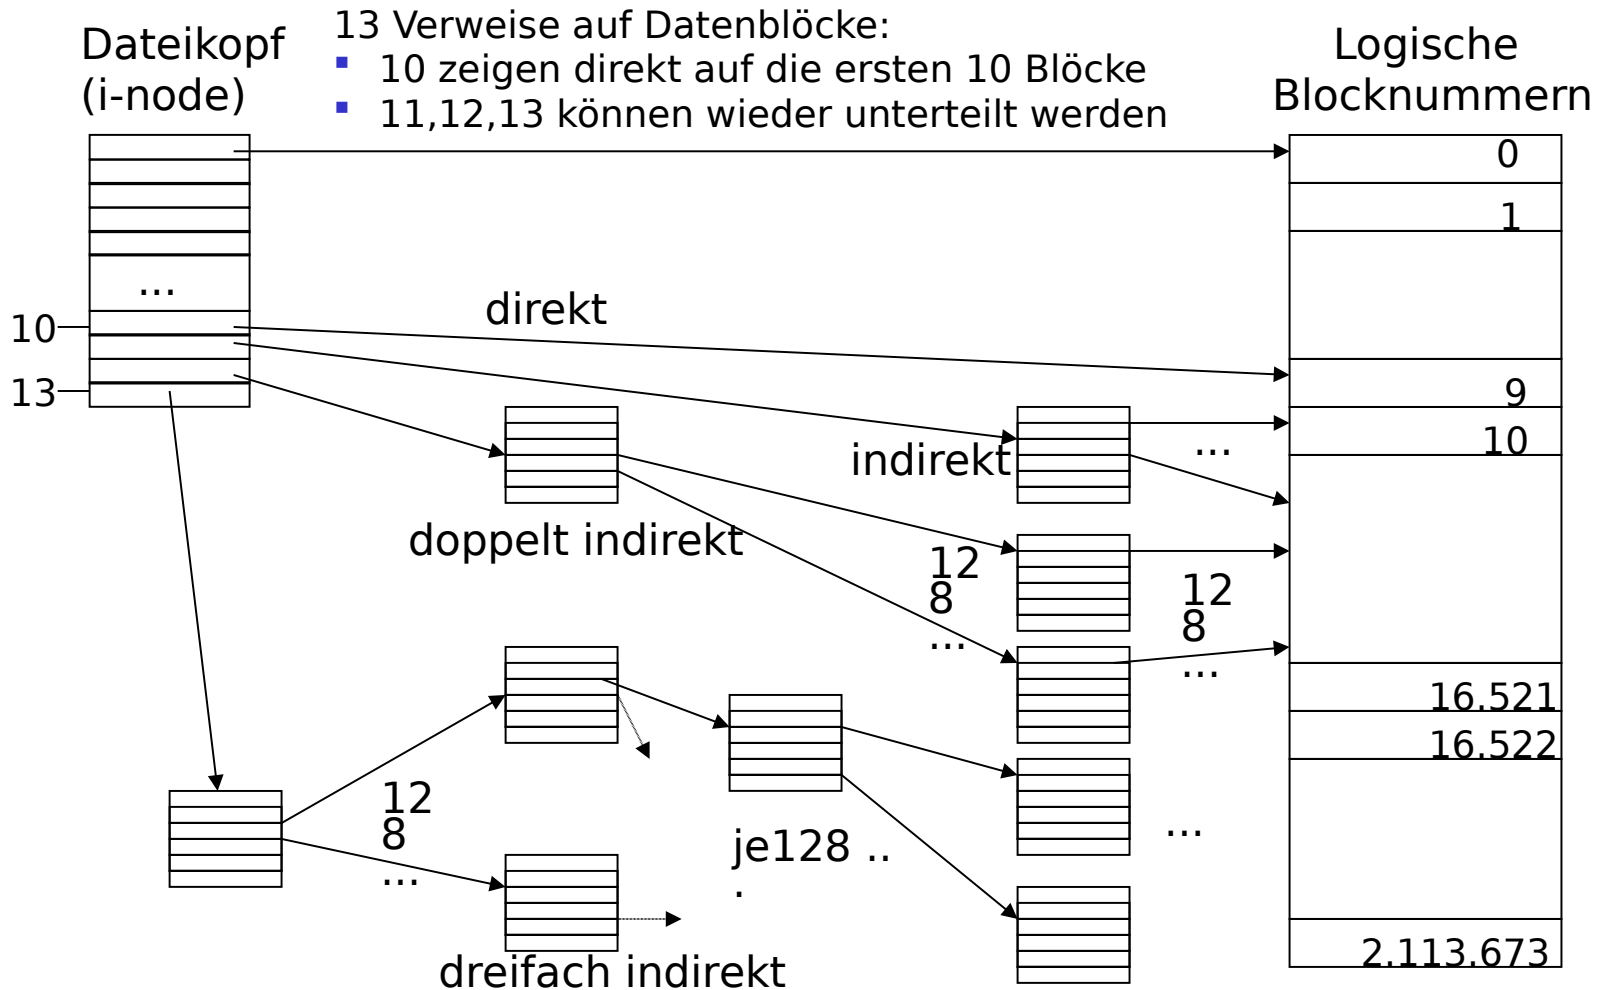 Dateikopf
(i-node)
13 Verweise auf Datenblöcke:
10 zeigen direkt auf die ersten 10 Blöcke
11,12,13 können wieder unterteilt werden
Logische
Blocknummern
0
1
...
direkt
10
13
9
10
indirekt
...
doppelt indirekt
12
8
...
12
8
...
16.521
16.522
12
8
...
je128 ..
.
...
dreifach indirekt
2.113.673